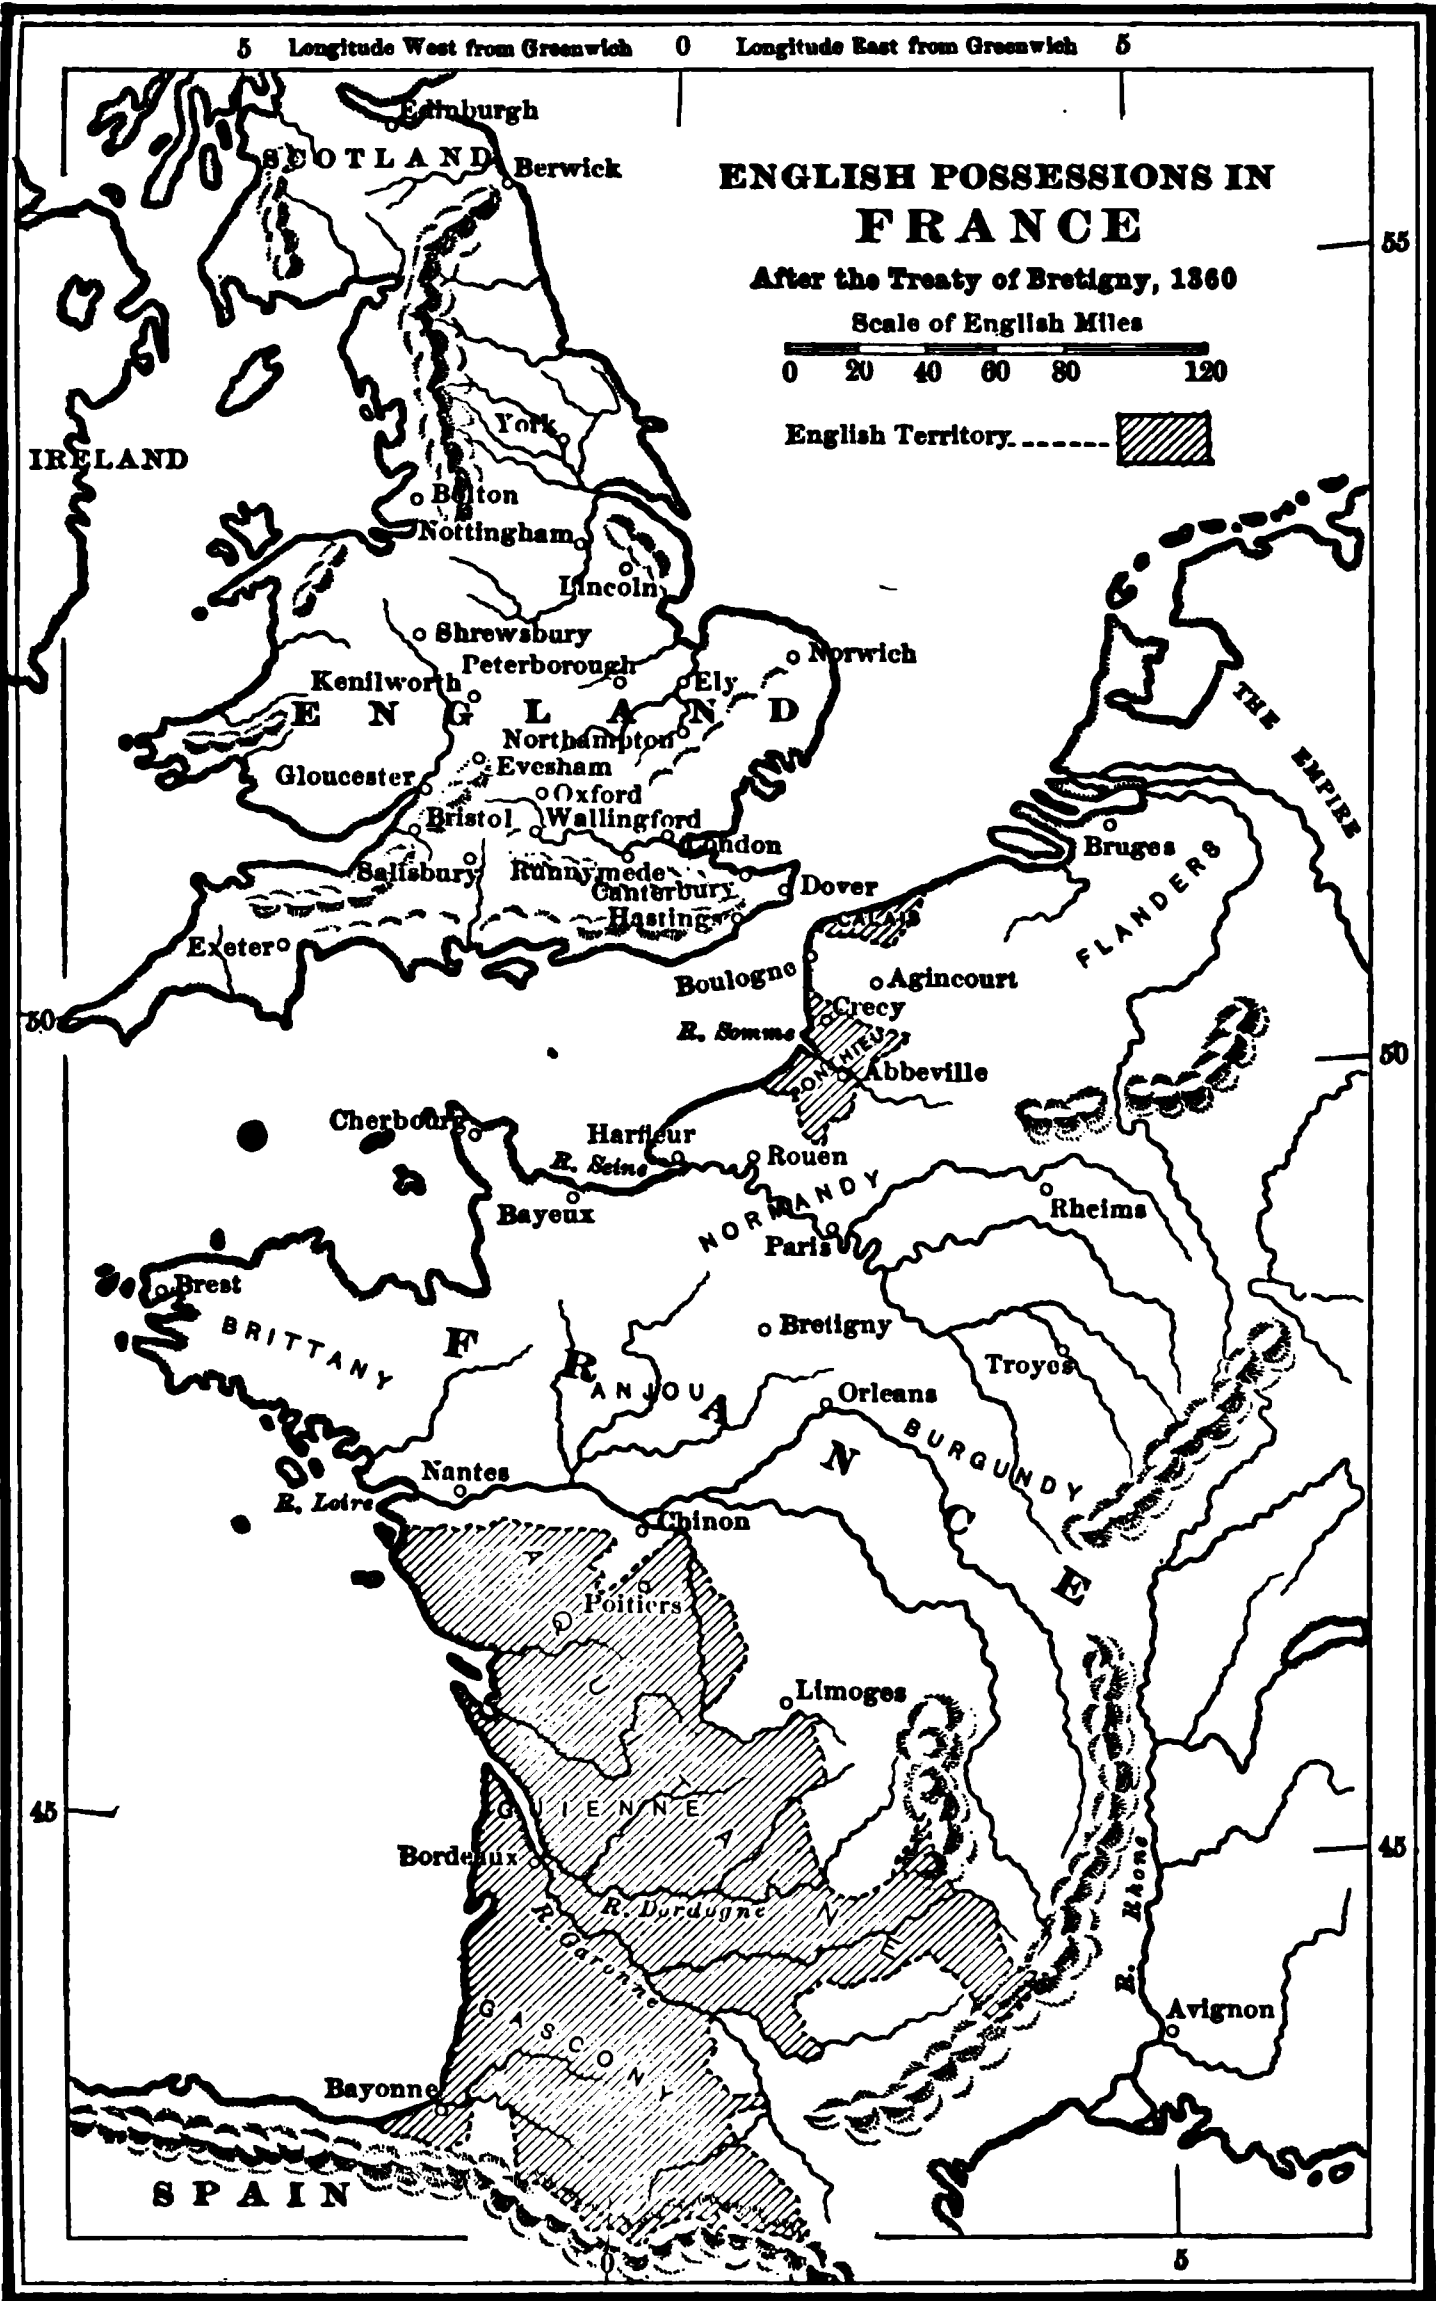 5 Longitude West from Greenwich 0 Longitude East from Greenwich 5
Edinburgh
SCOTLAND
Berwick
ENGLISH POSSESSIONS IN
FRANCE
After the Treaty of Bretigny, 1360
Scale of English Miles
0 20 40 60 80 120
English Territory
55
York
IRELAND
Bolton
Nottingham
Lincoln
Shrewsbury
Peterborough
Norwich
Kenilworth
Ely
ENGLAND
THE EMPIRE
Northampton
Evesham
Gloucester
Oxford
Bristol
Wallingford
London
Bruges
Salisbury
Runnymede
Canterbury
Dover
FLANDERS
Hastings
CALAIS
Exeter
Boulogne
Agincourt
Crecy
50
R. Somme
PONTHIEU
50
Abbeville
Cherbourg
Harfleur
R. Seine
Rouen
NORMANDY
Bayeux
Rheims
Paris
Brest
BRITTANY
FRANCE
Bretigny
Troyes
ANJOU
Orleans
BURGUNDY
Nantes
R. Loire
Chinon
AQUITAINE
Poitiers
Limoges
45
GUIENNE
45
Bordeaux
R. Dordogne
R. Garonne
R. Rhone
GASCONY
Avignon
Bayonne
SPAIN
0
5